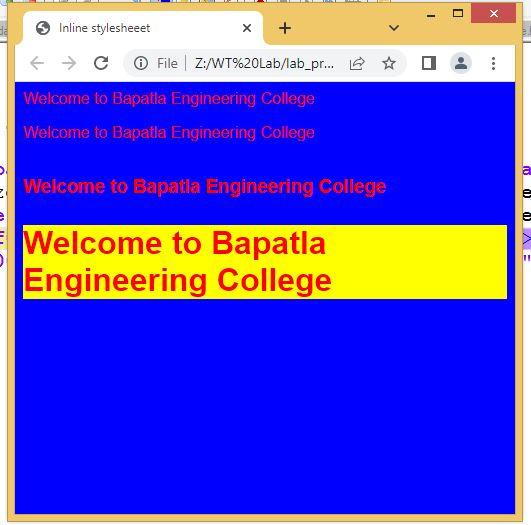 Inline stylesheeet
File
Z:/WT%20Lab/lab_pr...
Welcome to Bapatla Engineering College
Welcome to Bapatla Engineering College
Welcome to Bapatla Engineering College
Welcome to Bapatla
Engineering College